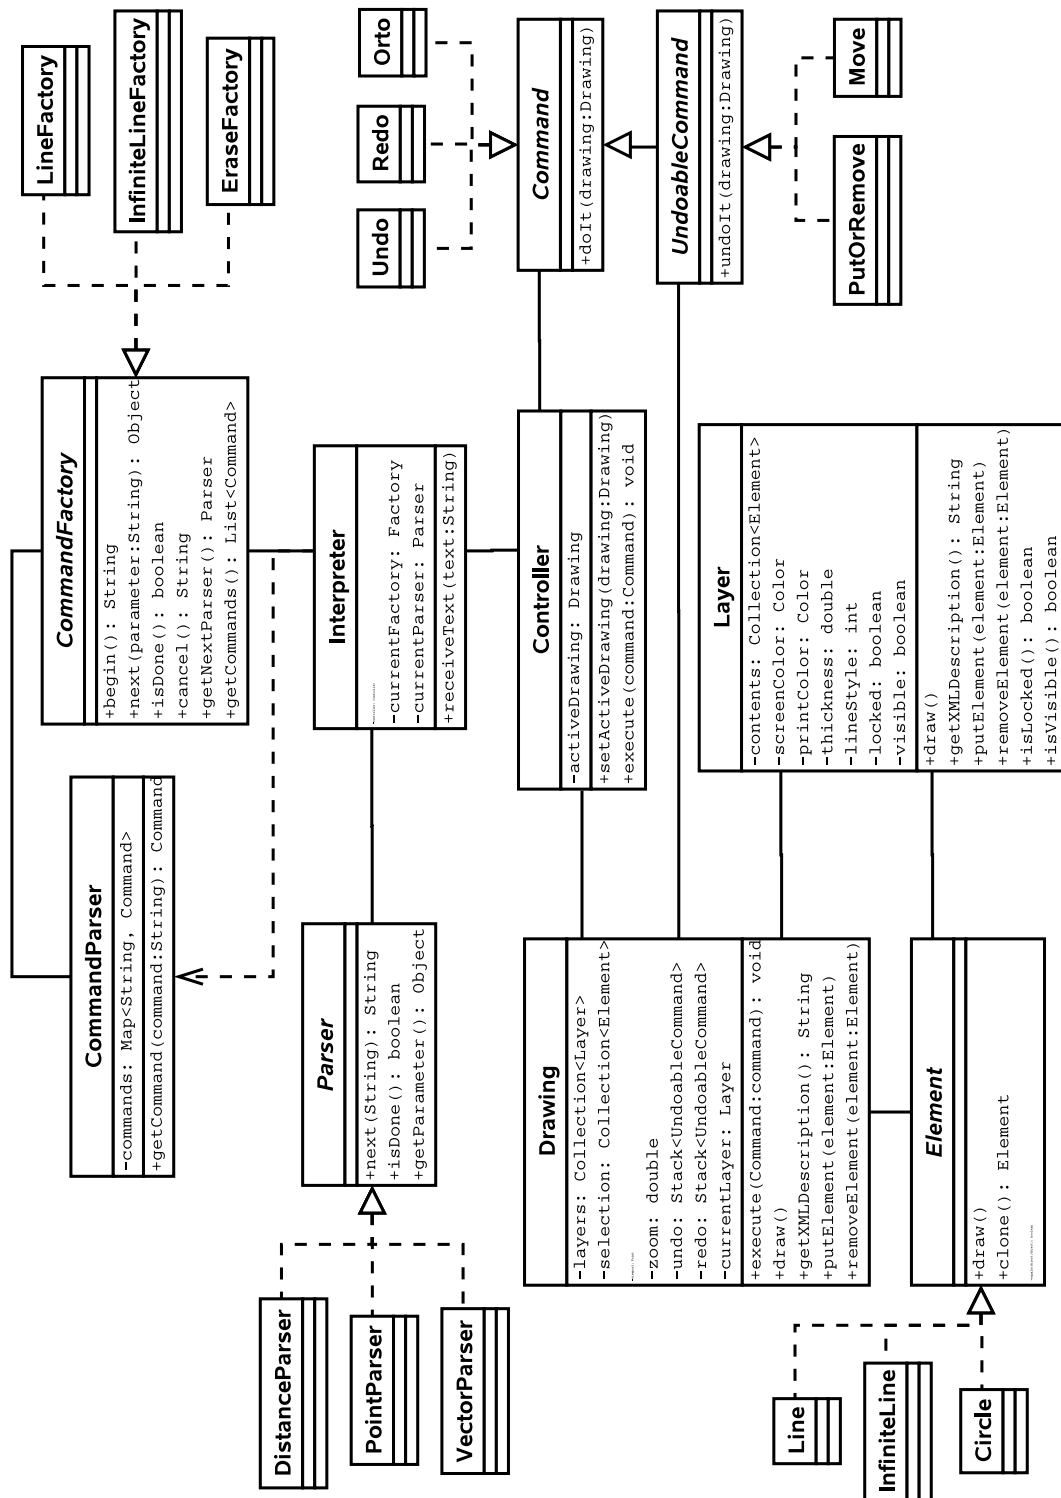 DistanceParser
PointParser
VectorParser
CommandParser
-commands: Map<String, Command>
+getCommand(command:String): Command
CommandFactory
+begin(): String
+next(parameter:String): Object
+isDone(): boolean
+cancel(): String
+getNextParser(): Parser
+getCommands(): List<Command>
LineFactory
InfiniteLineFactory
EraseFactory
Parser
+next(String): String
+isDone(): boolean
+getParameter(): Object
Interpreter
-currentFactory: Factory
-currentParser: Parser
+receiveText(text:String)
Undo
Redo
Orto
Controller
-activeDrawing: Drawing
+setActiveDrawing(drawing:Drawing)
+execute(command:Command): void
Command
+doIt(drawing:Drawing)
UndoableCommand
+undoIt(drawing:Drawing)
PutOrRemove
Move
Drawing
-layers: Collection<Layer>
-selection: Collection<Element>
-zoom: double
-undo: Stack<UndoableCommand>
-redo: Stack<UndoableCommand>
-currentLayer: Layer
+execute(Command:command): void
+draw()
+getXMLDescription(): String
+putElement(element:Element)
+removeElement(element:Element)
Layer
-contents: Collection<Element>
-screenColor: Color
-printColor: Color
-thickness: double
-lineStyle: int
-locked: boolean
-visible: boolean
+draw()
+getXMLDescription(): String
+putElement(element:Element)
+removeElement(element:Element)
+isLocked(): boolean
+isVisible(): boolean
Line
InfiniteLine
Circle
Element
+draw()
+clone(): Element